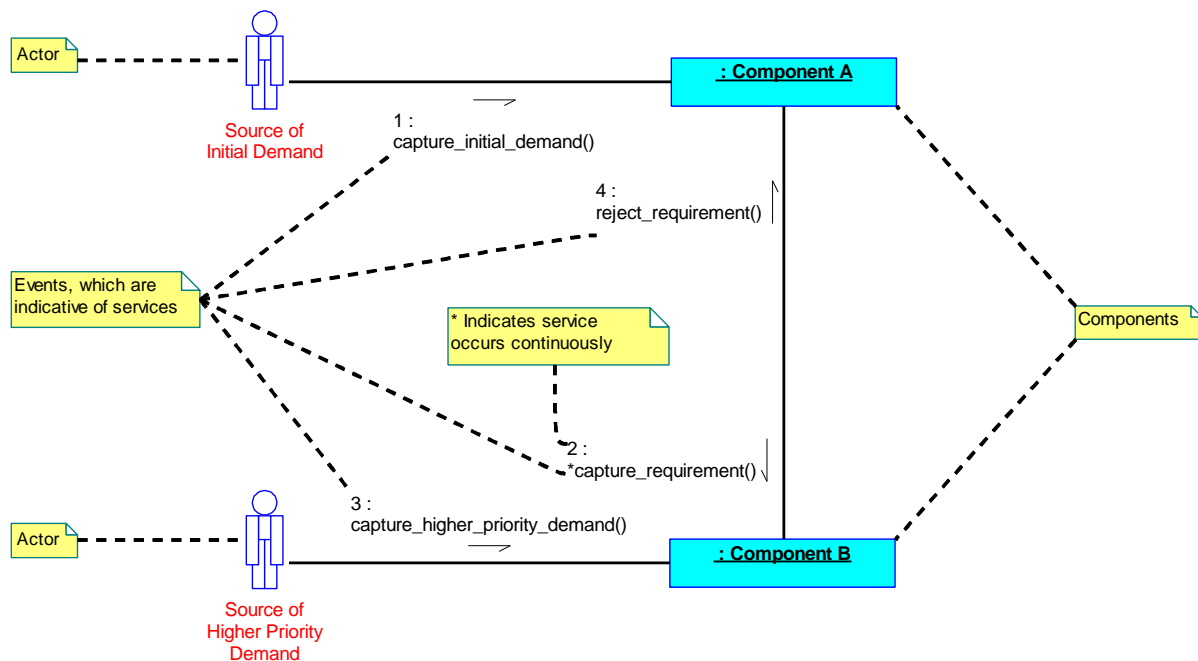 Actor
: Component A
Source of
Initial Demand
1 :
capture_initial_demand()
4 :
reject_requirement()
Events, which are
indicative of services
* Indicates service
occurs continuously
Components
2 :
*capture_requirement()
3 :
capture_higher_priority_demand()
Actor
: Component B
Source of
Higher Priority
Demand